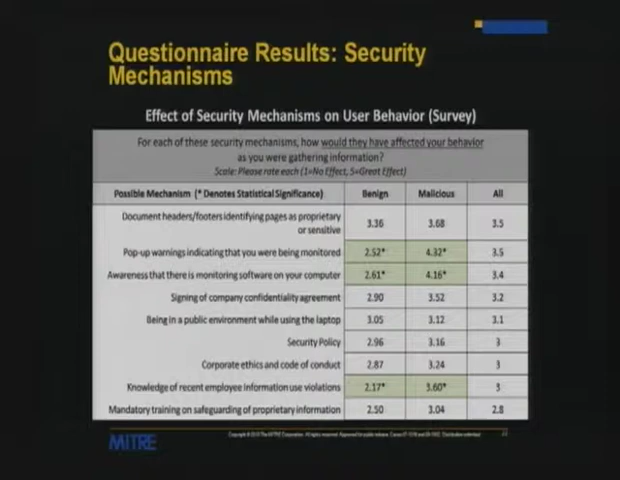 Questionnaire Results: Security
Mechanisms
Effect of Security Mechanisms on User Behavior (Survey)
For each of these security mechanisms, how would they have affected your behavior
as you were gathering information?
Scale: Please rate each (1=No Effect, 5=Great Effect)
Possible Mechanism (* Denotes Statistical Significance) Benign Malicious All
Document headers/footers identifying pages as proprietary
or sensitive 3.36 3.68 3.5
Pop-up warnings indicating that you were being monitored 2.52* 4.32* 3.5
Awareness that there is monitoring software on your computer 2.61* 4.16* 3.4
Signing of company confidentiality agreement 2.90 3.52 3.2
Being in a public environment while using the laptop 3.05 3.12 3.1
Security Policy 2.96 3.16 3
Corporate ethics and code of conduct 2.87 3.24 3
Knowledge of recent employee information use violations 2.17* 3.60* 3
Mandatory training on safeguarding of proprietary information 2.50 3.04 2.8
MITRE